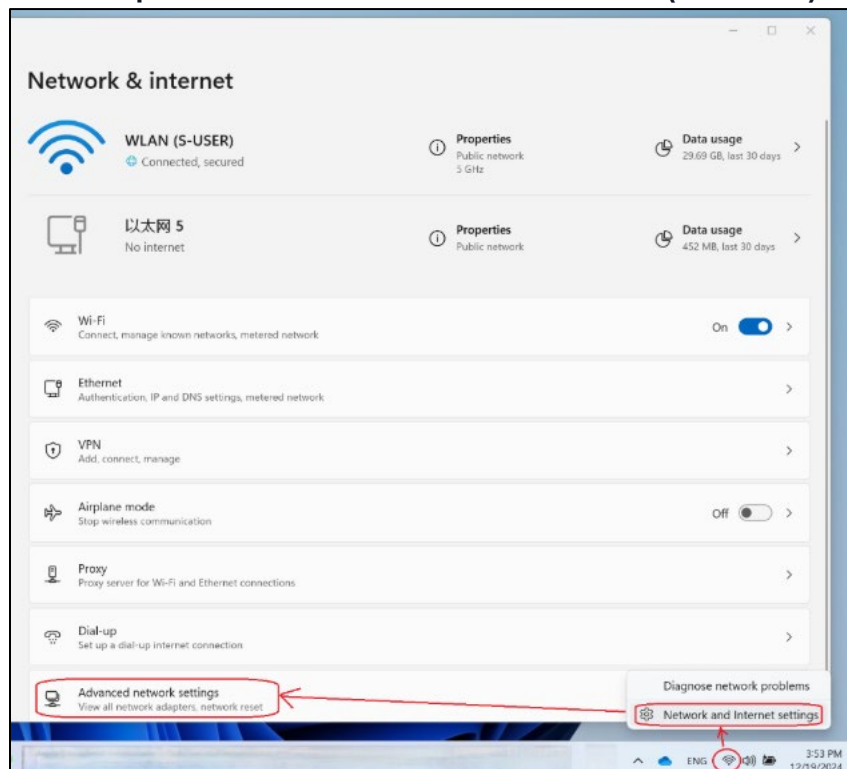 Network & internet
WLAN (S-USER)
Connected, secured
Properties
Public network
5 GHz
Data usage
29.69 GB, last 30 days
以太网 5
No internet
Properties
Public network
Data usage
452 MB, last 30 days
Wi-Fi
Connect, manage known networks, metered network
On
Ethernet
Authentication, IP and DNS settings, metered network
VPN
Add, connect, manage
Airplane mode
Stop wireless communication
Off
Proxy
Proxy server for Wi-Fi and Ethernet connections
Dial-up
Set up a dial-up internet connection
Advanced network settings
View all network adapters, network reset
Diagnose network problems
Network and Internet settings
ENG
3:53 PM
12/19/2024